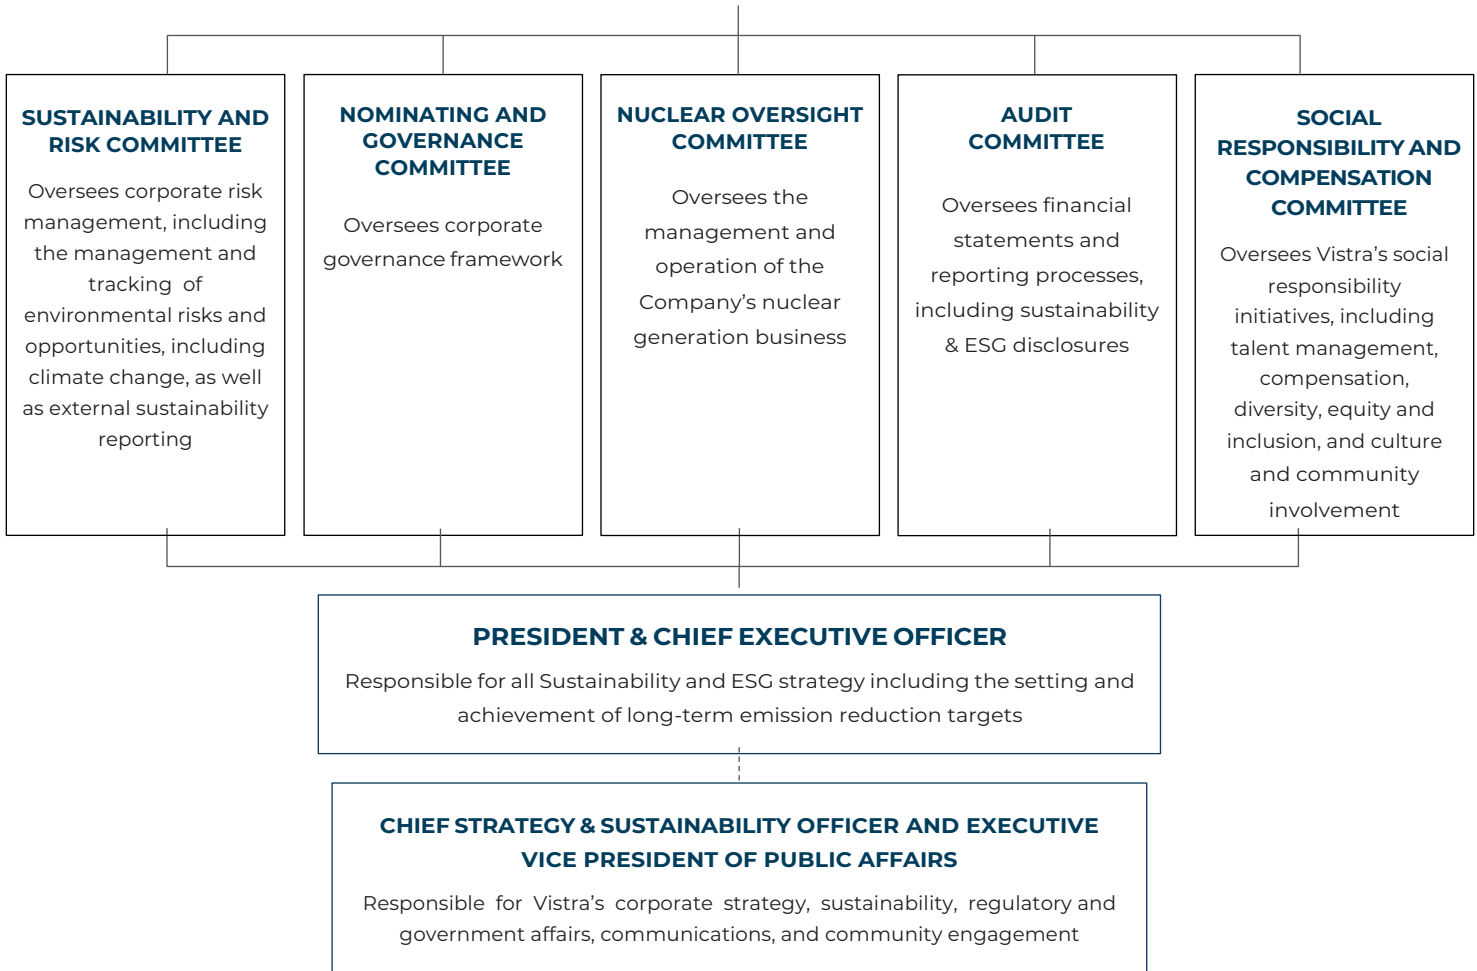 SUSTAINABILITY AND
RISK COMMITTEE
Oversees corporate risk
management, including
the management and
tracking of
environmental risks and
opportunities, including
climate change, as well
as external sustainability
reporting
NOMINATING AND
GOVERNANCE
COMMITTEE
Oversees corporate
governance framework
NUCLEAR OVERSIGHT
COMMITTEE
Oversees the
management and
operation of the
Company’s nuclear
generation business
AUDIT
COMMITTEE
Oversees financial
statements and
reporting processes,
including sustainability
& ESG disclosures
SOCIAL
RESPONSIBILITY AND
COMPENSATION
COMMITTEE
Oversees Vistra’s social
responsibility
initiatives, including
talent management,
compensation,
diversity, equity and
inclusion, and culture
and community
involvement
PRESIDENT & CHIEF EXECUTIVE OFFICER
Responsible for all Sustainability and ESG strategy including the setting and
achievement of long-term emission reduction targets
CHIEF STRATEGY & SUSTAINABILITY OFFICER AND EXECUTIVE
VICE PRESIDENT OF PUBLIC AFFAIRS
Responsible for Vistra’s corporate strategy, sustainability, regulatory and
government affairs, communications, and community engagement